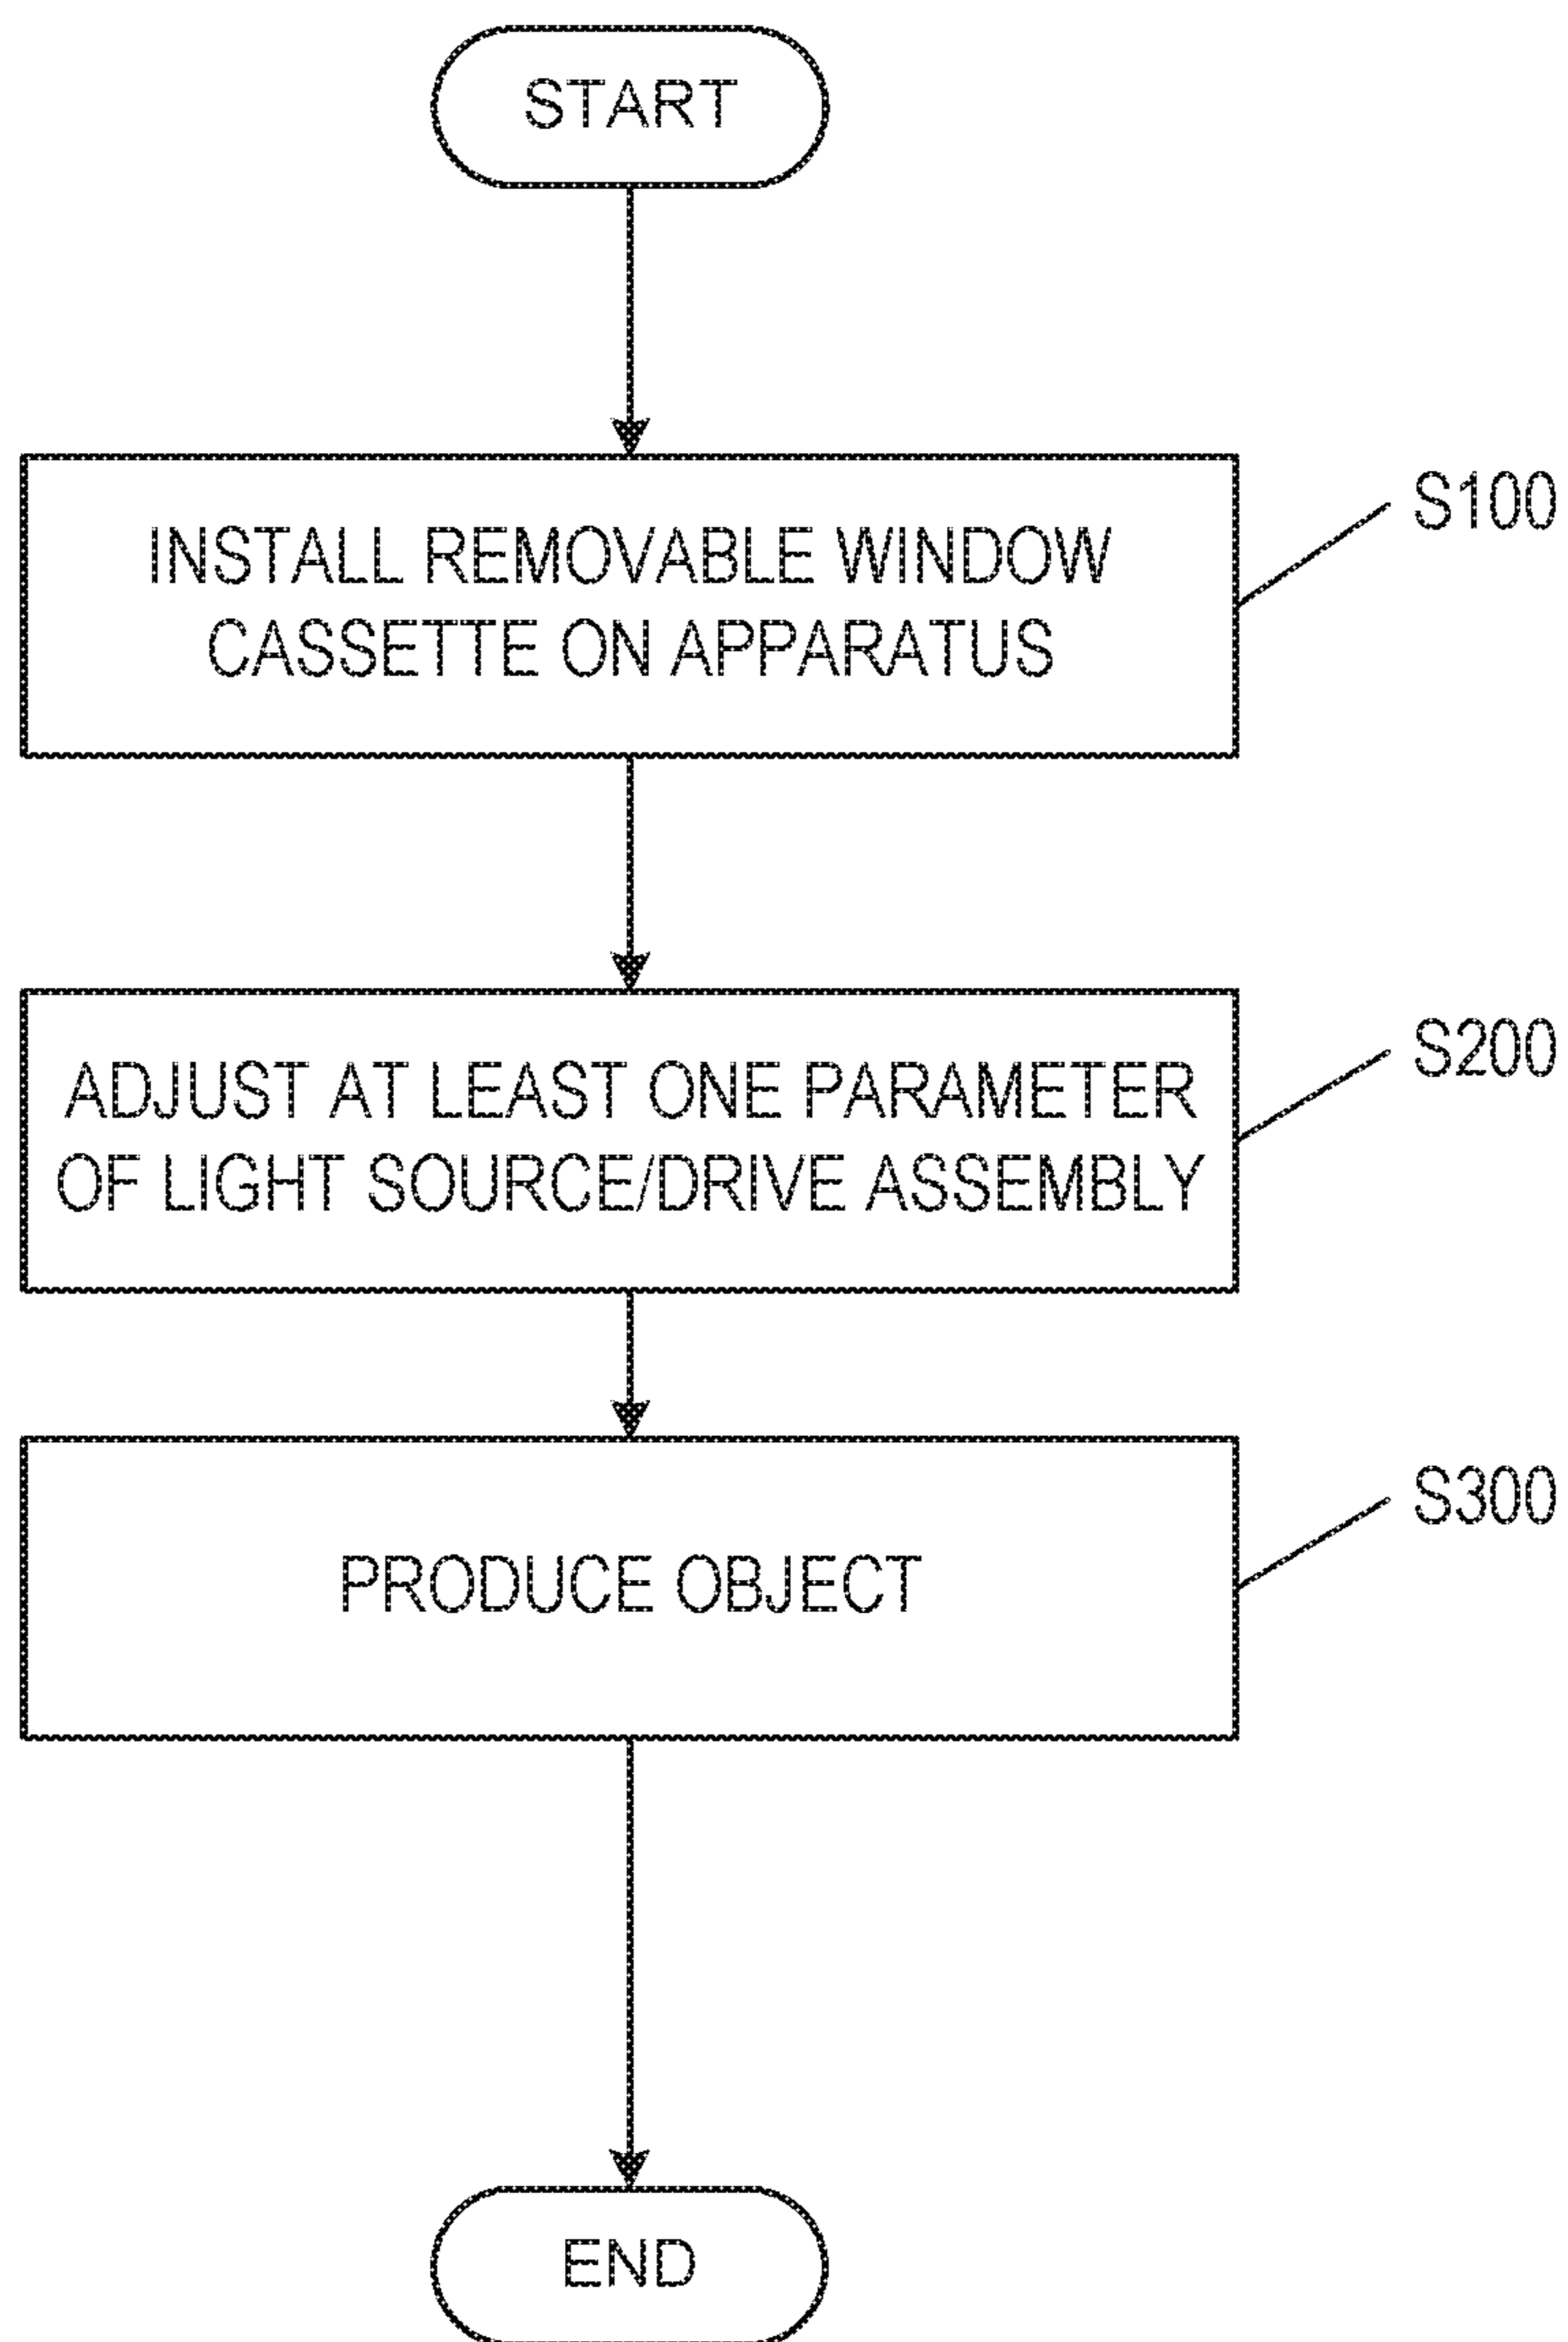 START
INSTALL REMOVABLE WINDOW
CASSETTE ON APPARATUS
S100
ADJUST AT LEAST ONE PARAMETER
OF LIGHT SOURCE/DRIVE ASSEMBLY
S200
PRODUCE OBJECT
S300
END